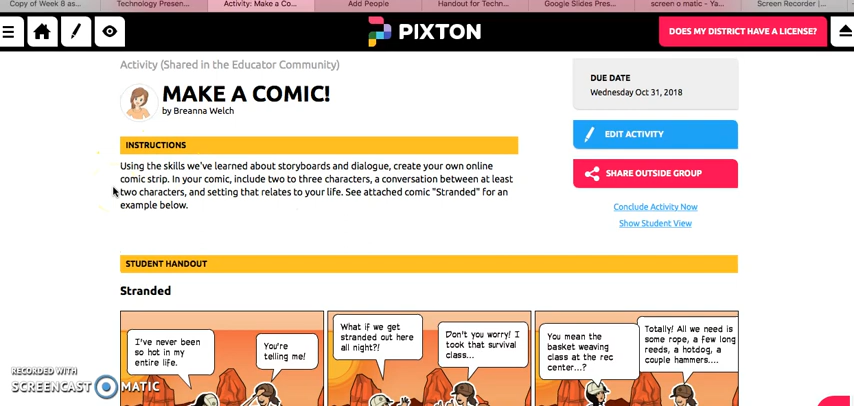 Copy of Week 8 as...
Technology Presen...
Activity: Make a Co...
Add People
Handout for Techn...
Google Slides Pres...
screen o matic - Ya...
Screen Recorder |...
PIXTON
DOES MY DISTRICT HAVE A LICENSE?
Activity (Shared in the Educator Community)
MAKE A COMIC!
by Breanna Welch
DUE DATE
Wednesday Oct 31, 2018
EDIT ACTIVITY
SHARE OUTSIDE GROUP
Conclude Activity Now
Show Student View
INSTRUCTIONS
Using the skills we've learned about storyboards and dialogue, create your own online
comic strip. In your comic, include two to three characters, a conversation between at least
two characters, and setting that relates to your life. See attached comic "Stranded" for an
example below.
STUDENT HANDOUT
Stranded
I've never been
so hot in my
entire life.
You're
telling me!
What if we get
stranded out here
all night?!
Don't you worry! I
took that survival
class...
You mean the
basket weaving
class at the rec
center...?
Totally! All we need is
some rope, a few long
reeds, a hotdog, a
couple hammers....
RECORDED WITH
SCREENCAST MATIC